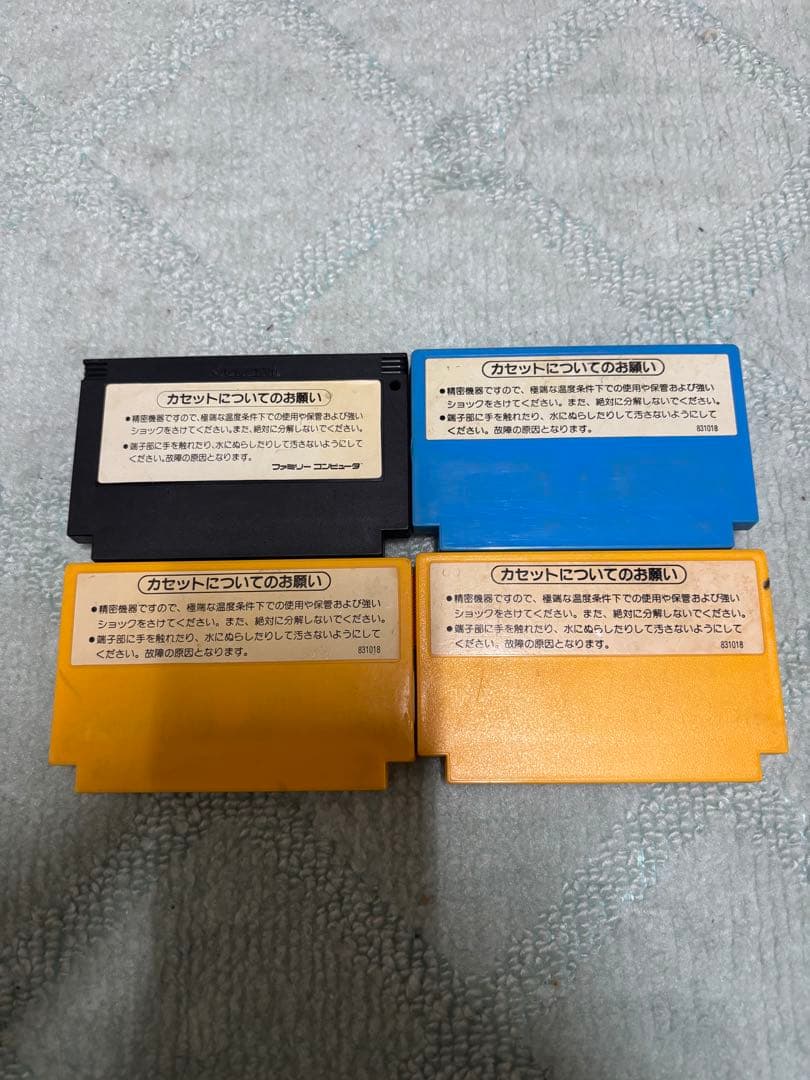 カセットについてのお願い
●精密機器ですので、極端な温度条件下での使用や保管および強い
ショックをさけてください。また、絶対に分解しないでください。
●端子部に手を触れたり、水にぬらしたりして汚さないようにして
ください。故障の原因となります。
ファミリー コンピュータ
カセットについてのお願い
●精密機器ですので、極端な温度条件下での使用や保管および強い
ショックをさけてください。また、絶対に分解しないでください。
●端子部に手を触れたり、水にぬらしたりして汚さないようにして
ください。故障の原因となります。
831018
カセットについてのお願い
●精密機器ですので、極端な温度条件下での使用や保管および強い
ショックをさけてください。また、絶対に分解しないでください。
●端子部に手を触れたり、水にぬらしたりして汚さないようにして
ください。故障の原因となります。
831018
カセットについてのお願い
●精密機器ですので、極端な温度条件下での使用や保管および強い
ショックをさけてください。また、絶対に分解しないでください。
●端子部に手を触れたり、水にぬらしたりして汚さないようにして
ください。故障の原因となります。
831018